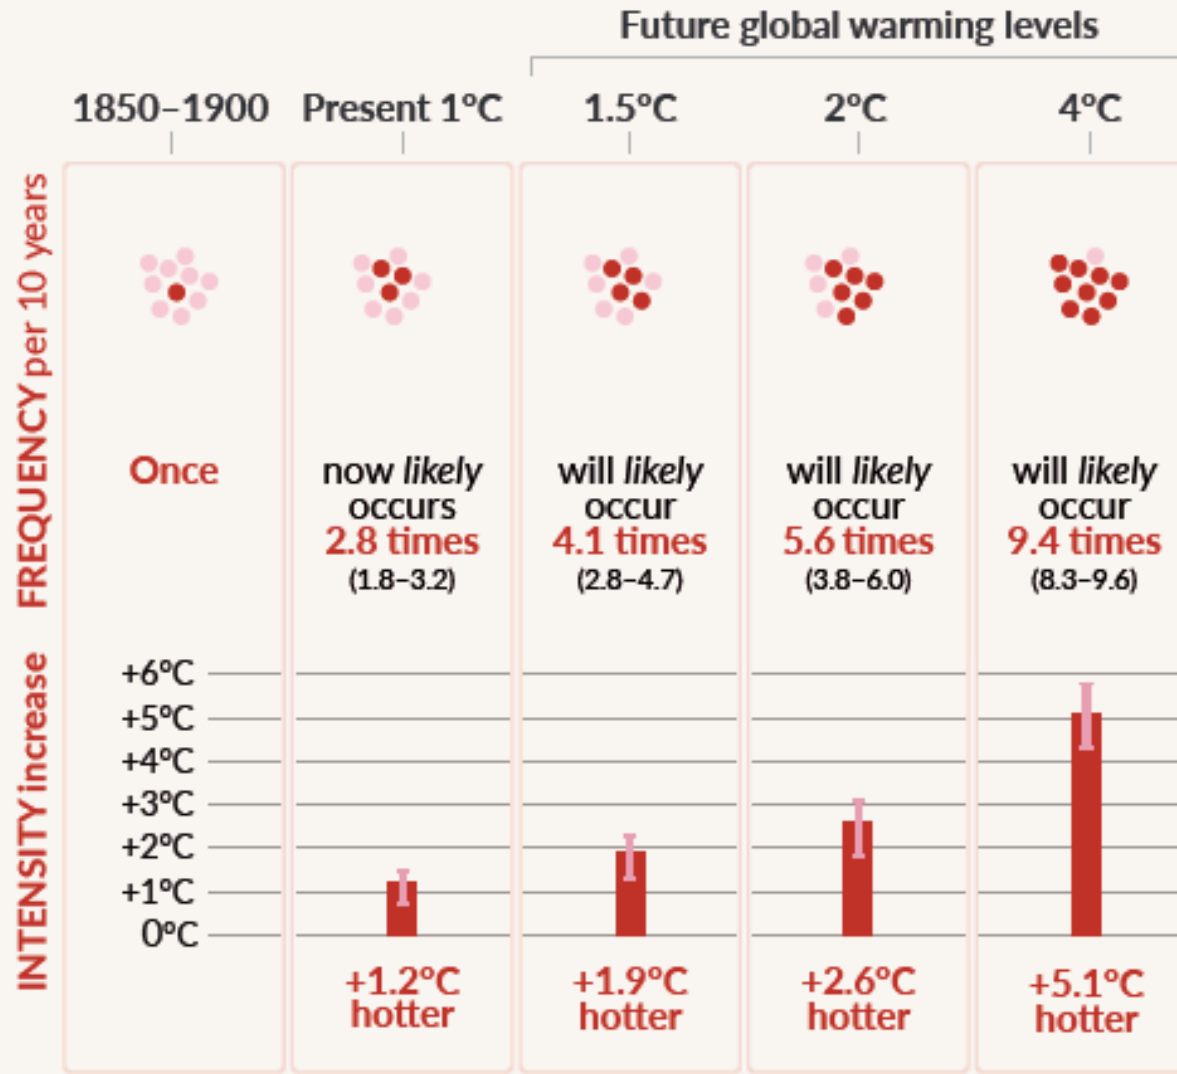 Future global warming levels
1850–1900 Present 1°C 1.5°C 2°C 4°C
FREQUENCY per 10 years
Once
now likely
occurs
2.8 times
(1.8–3.2)
will likely
occur
4.1 times
(2.8–4.7)
will likely
occur
5.6 times
(3.8–6.0)
will likely
occur
9.4 times
(8.3–9.6)
INTENSITY increase
+6°C
+5°C
+4°C
+3°C
+2°C
+1°C
0°C
+1.2°C
hotter
+1.9°C
hotter
+2.6°C
hotter
+5.1°C
hotter